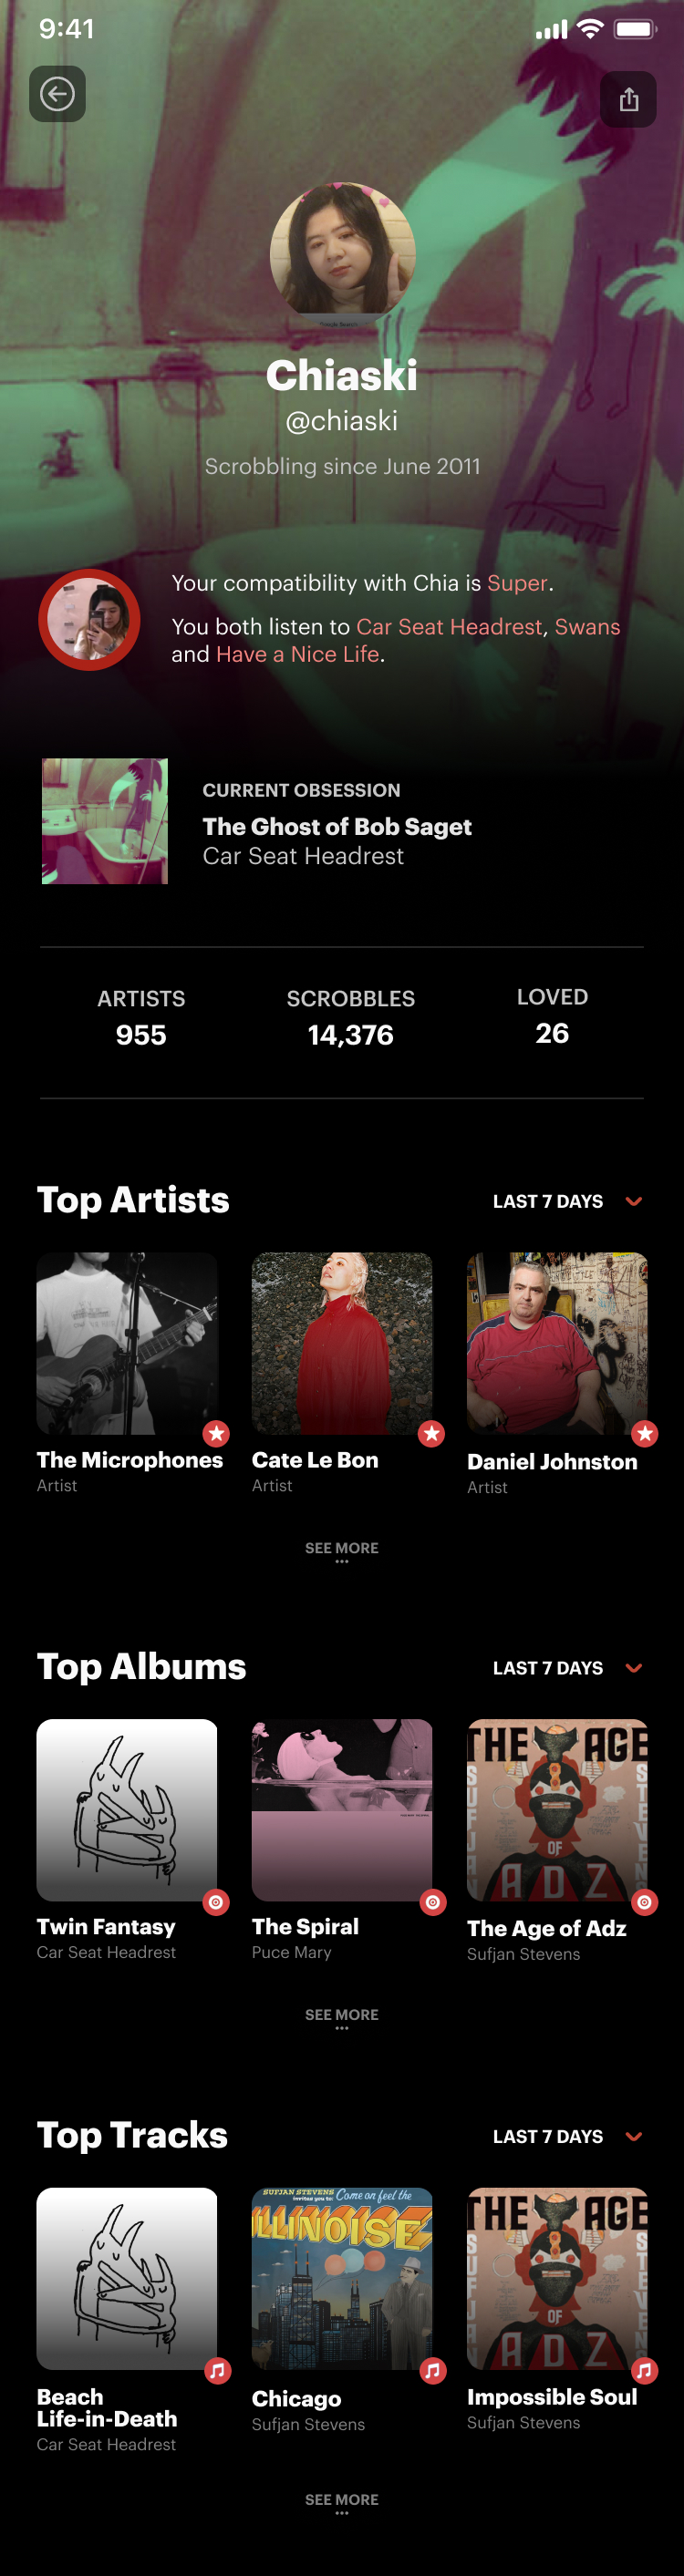 9:41
Chiaski
@chiaski
Scrobbling since June 2011
Your compatibility with Chia is Super.
You both listen to Car Seat Headrest, Swans
and Have a Nice Life.
CURRENT OBSESSION
The Ghost of Bob Saget
Car Seat Headrest
ARTISTS SCROBBLES LOVED
955 14,376 26
Top Artists LAST 7 DAYS
The Microphones Cate Le Bon Daniel Johnston
Artist Artist Artist
SEE MORE
...
Top Albums LAST 7 DAYS
THE AGE
SUFJAN STEVENS
OF
ADZ
Twin Fantasy The Spiral The Age of Adz
Car Seat Headrest Puce Mary Sufjan Stevens
SEE MORE
...
Top Tracks LAST 7 DAYS
SUFJAN STEVENS
invites you to: Come on feel the
ILLINOISE
THE AGE
SUFJAN STEVENS
OF
ADZ
Beach
Life-in-Death
Car Seat Headrest
Chicago
Sufjan Stevens
Impossible Soul
Sufjan Stevens
SEE MORE
...